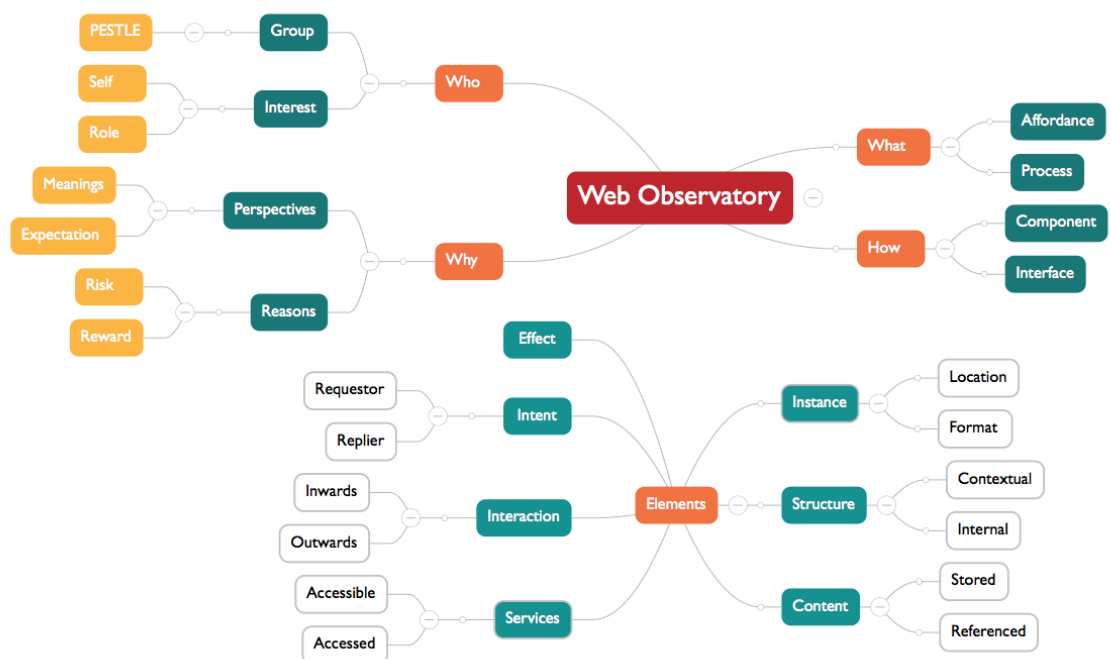 PESTLE
Group
Self
Interest
Role
Who
Meanings
Perspectives
Expectation
Why
Risk
Reasons
Reward
Web Observatory
What
Affordance
Process
How
Component
Interface
Effect
Requestor
Intent
Replier
Inwards
Interaction
Outwards
Accessible
Services
Accessed
Elements
Instance
Location
Format
Structure
Contextual
Internal
Content
Stored
Referenced